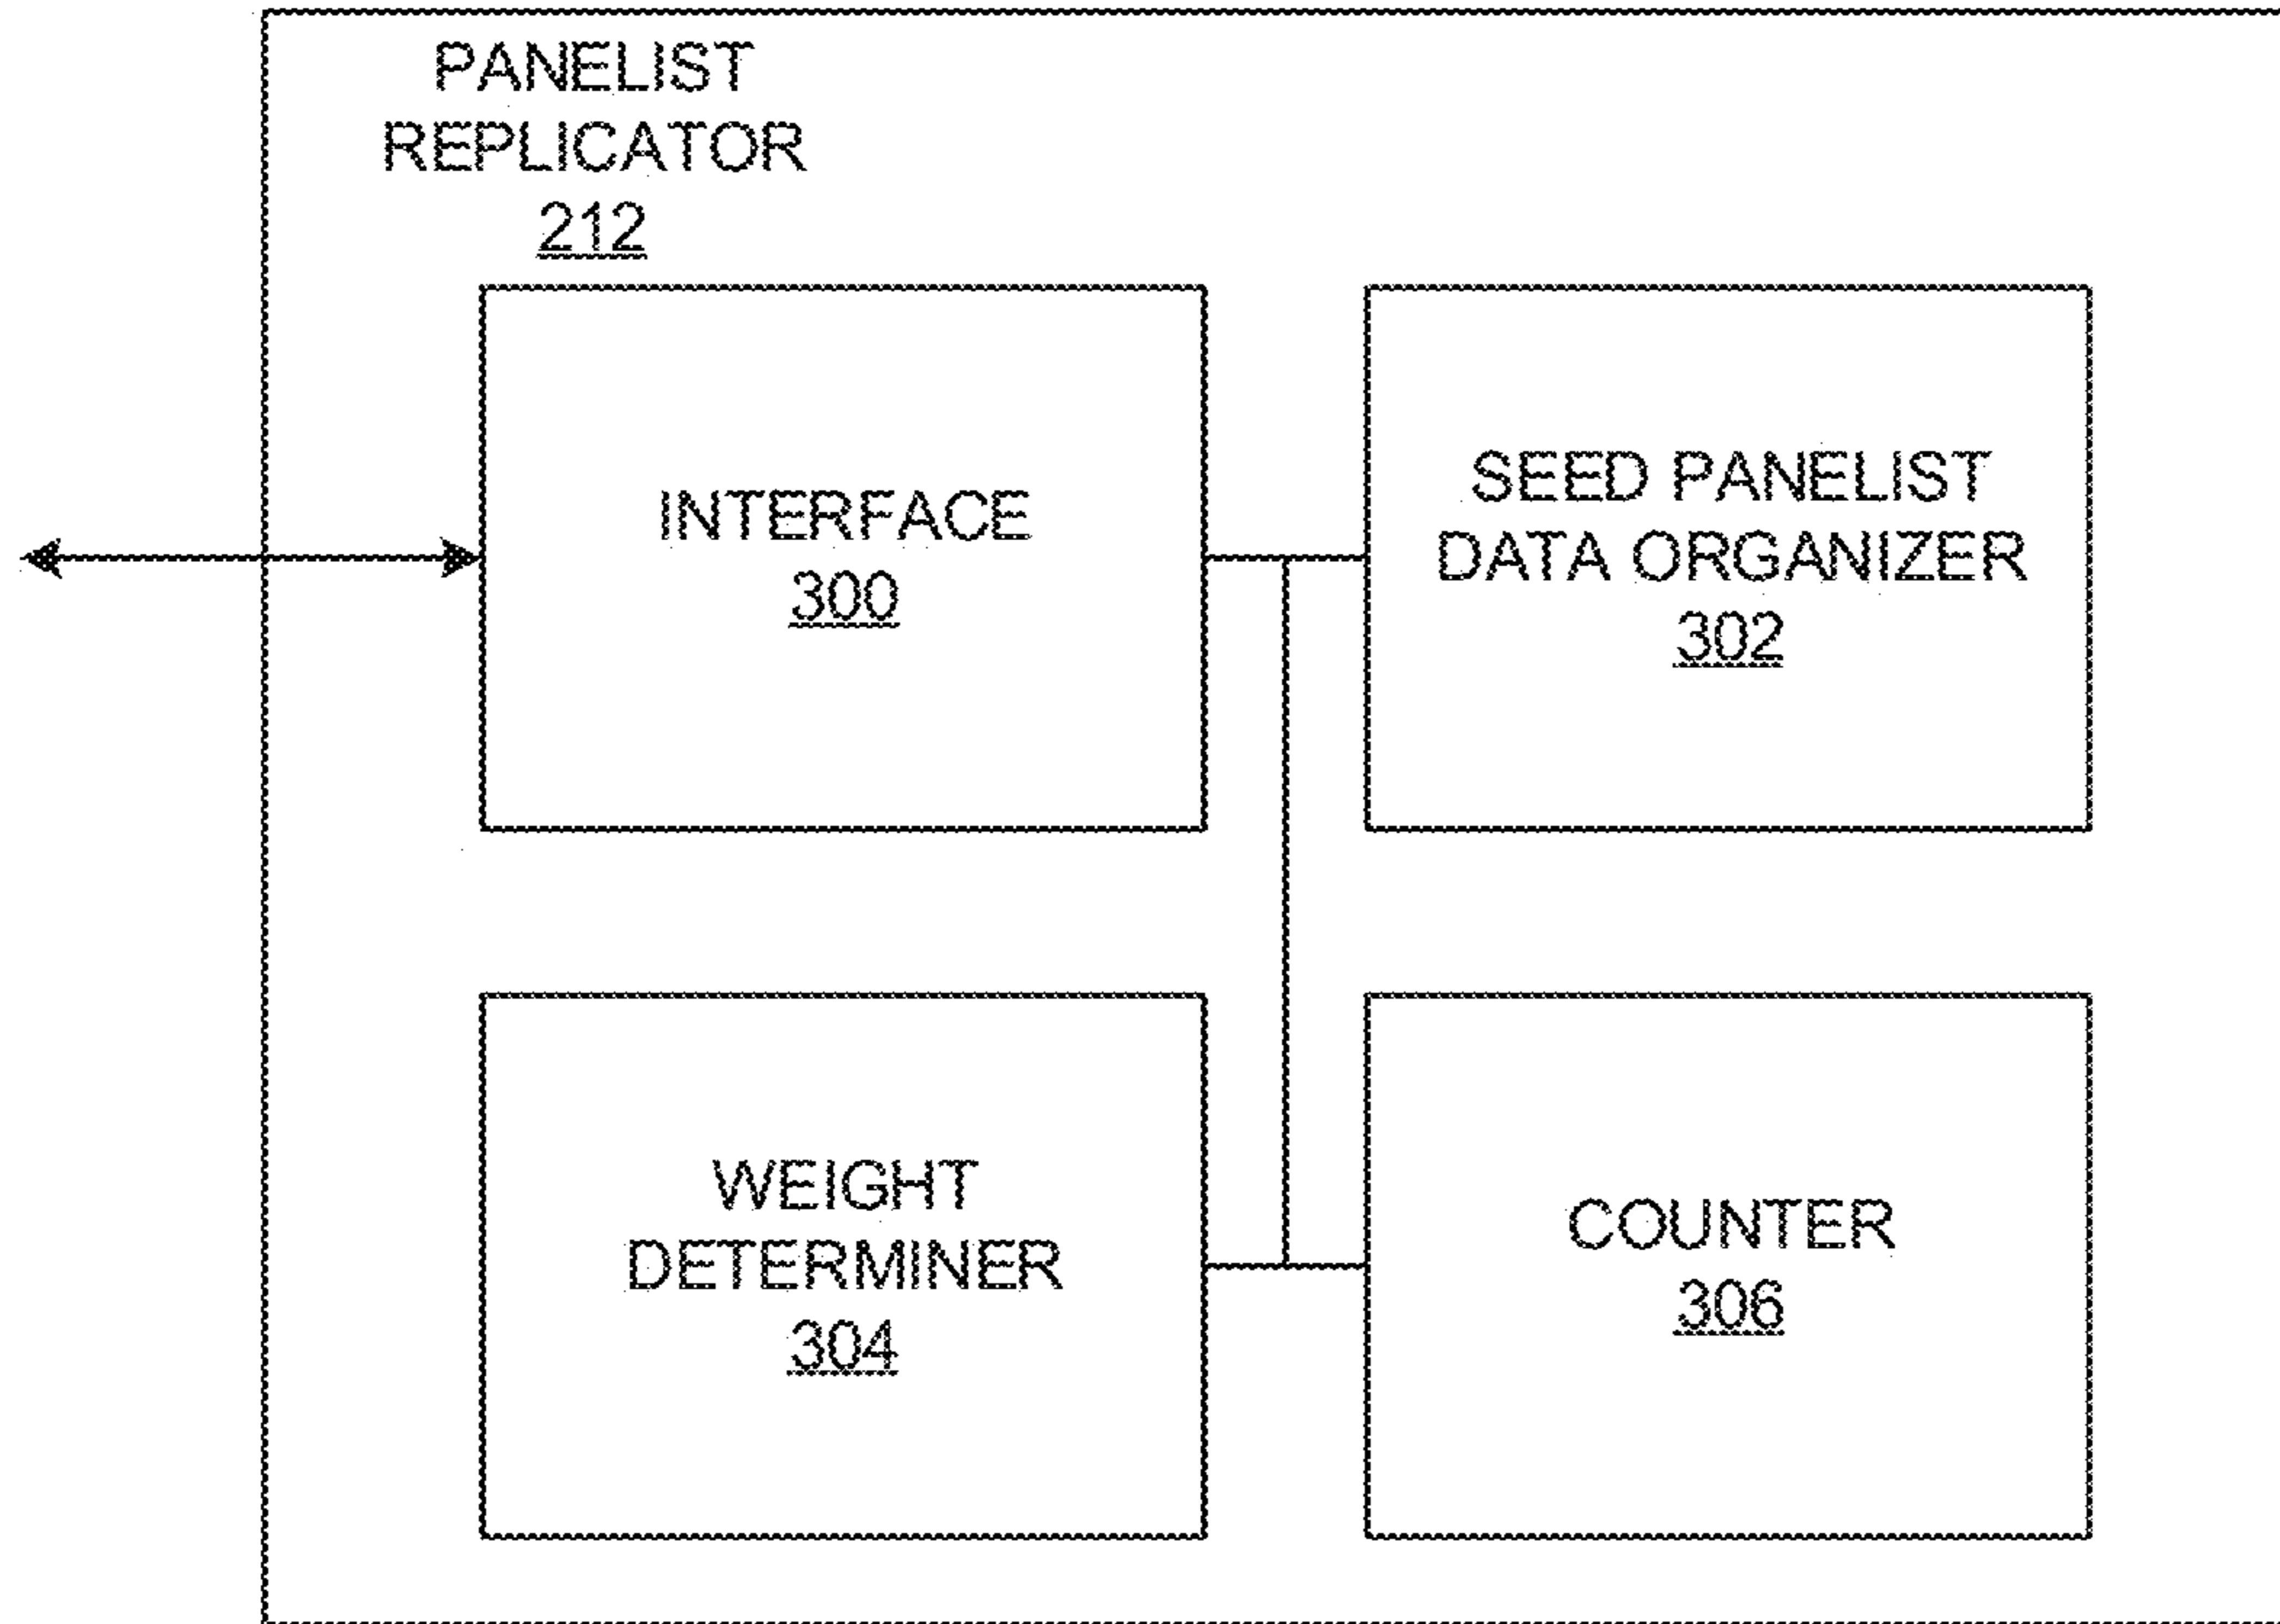 PANELIST
REPLICATOR
212
INTERFACE
300
SEED PANELIST
DATA ORGANIZER
302
WEIGHT
DETERMINER
304
COUNTER
306